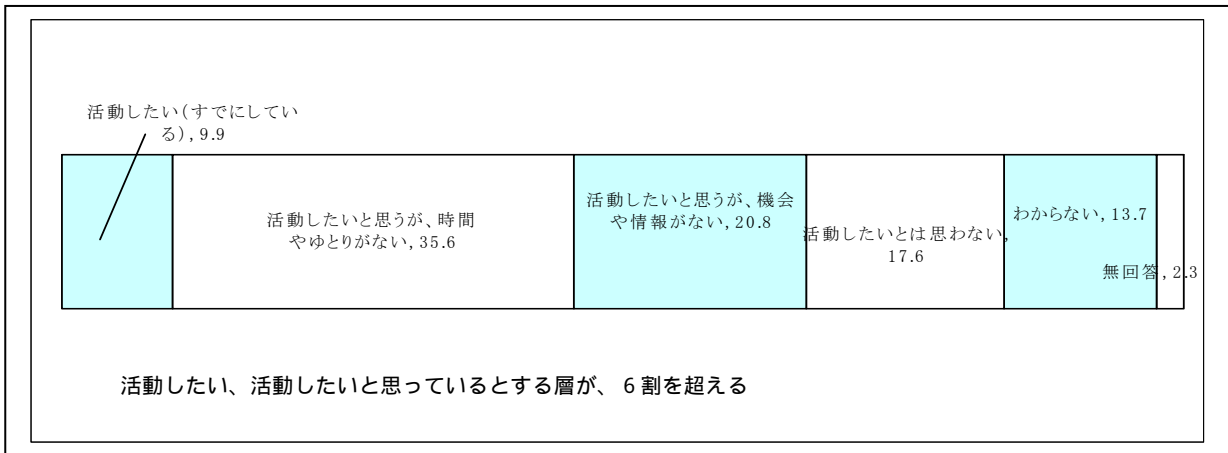 活動したい(すでにしてい
る), 9.9
活動したいと思うが、時間
やゆとりがない, 35.6
活動したいと思うが、機会
や情報がない, 20.8
活動したいとは思わない,
17.6
わからない, 13.7
無回答, 2.3
活動したい、活動したいと思っているとする層が、6割を超える